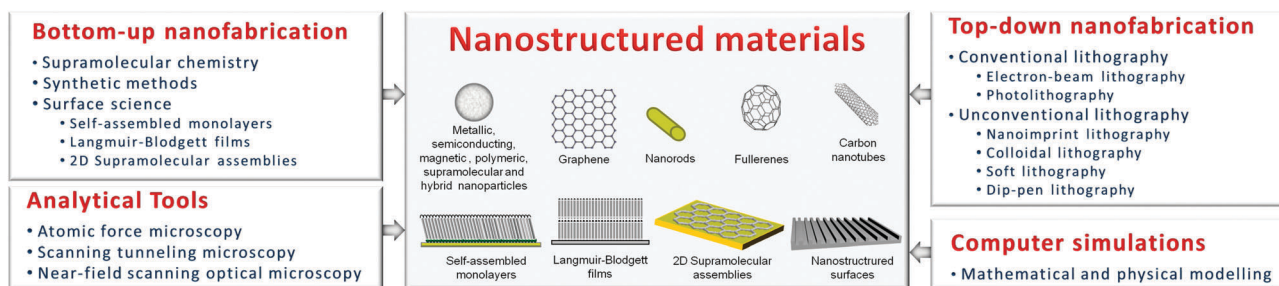 Bottom-up nanofabrication
• Supramolecular chemistry
• Synthetic methods
• Surface science
• Self-assembled monolayers
• Langmuir-Blodgett films
• 2D Supramolecular assemblies
Analytical Tools
• Atomic force microscopy
• Scanning tunneling microscopy
• Near-field scanning optical microscopy
Nanostructured materials
Metallic,
semiconducting,
magnetic, polymeric,
supramolecular and
hybrid nanoparticles
Graphene
Nanorods
Fullerenes
Carbon
nanotubes
Self-assembled
monolayers
Langmuir-Blodgett
films
2D Supramolecular
assemblies
Nanostructrured
surfaces
Top-down nanofabrication
• Conventional lithography
• Electron-beam lithography
• Photolithography
• Unconventional lithography
• Nanoimprint lithography
• Colloidal lithography
• Soft lithography
• Dip-pen lithography
Computer simulations
• Mathematical and physical modelling